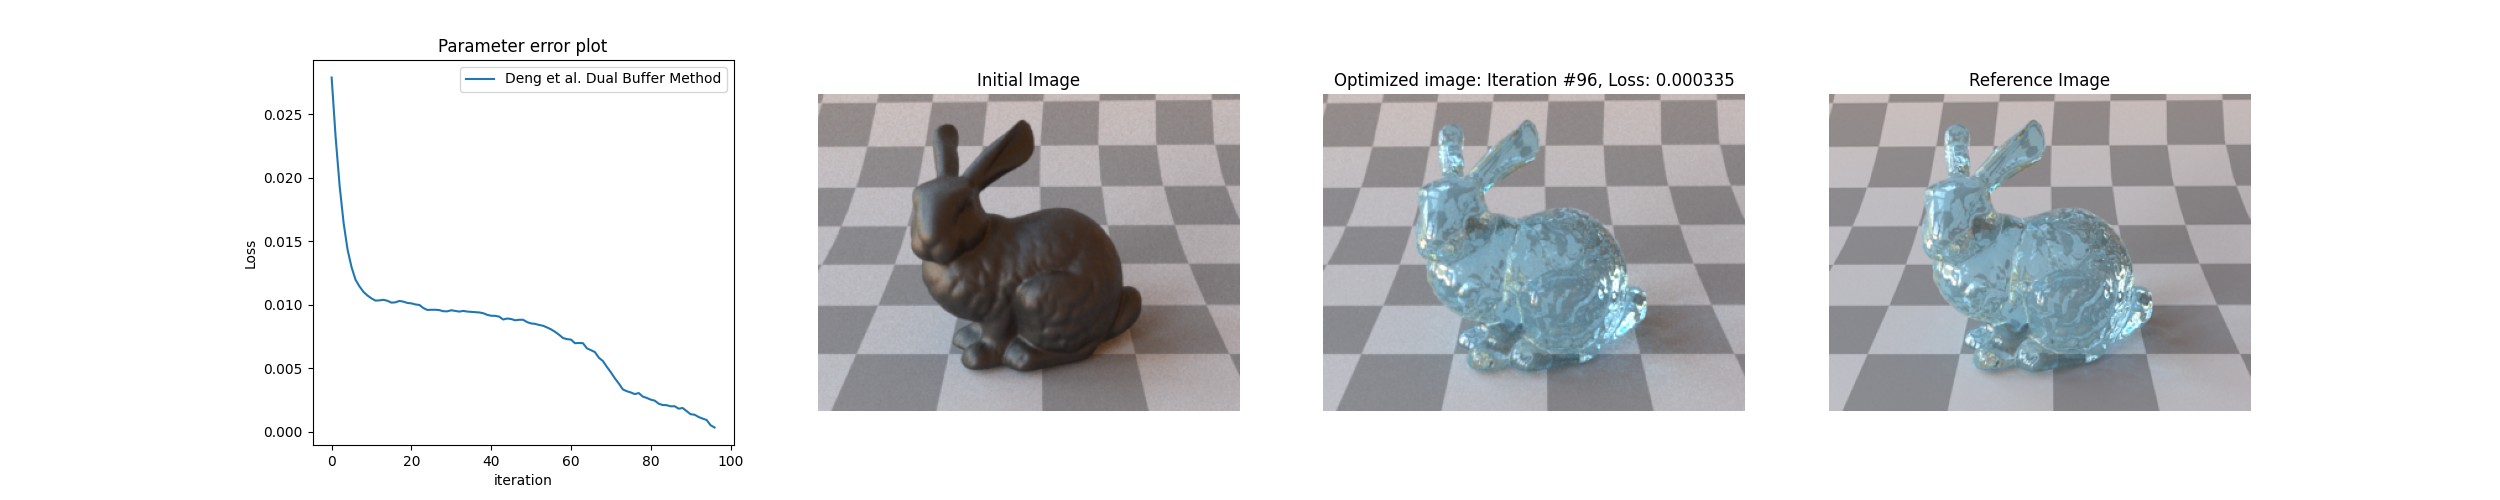 Parameter error plot
Deng et al. Dual Buffer Method
0.025
0.020
0.015
0.010
0.005
0.000
Loss
0 20 40 60 80 100
iteration
Initial Image
Optimized image: Iteration #96, Loss: 0.000335
Reference Image